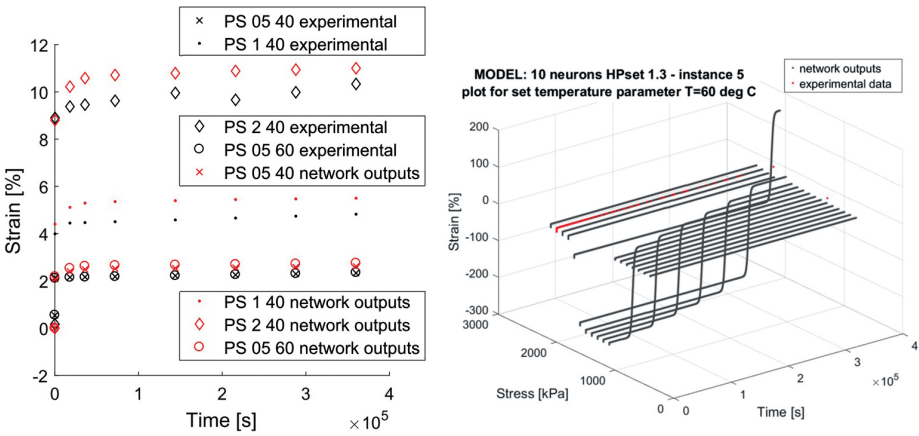 × PS 05 40 experimental
· PS 1 40 experimental
◇ PS 2 40 experimental
○ PS 05 60 experimental
× PS 05 40 network outputs
· PS 1 40 network outputs
◇ PS 2 40 network outputs
○ PS 05 60 network outputs
12
10
8
6
4
2
0
-2
Strain [%]
0
1
2
3
4
Time [s]
×10⁵
MODEL: 10 neurons HPset 1.3 - instance 5
plot for set temperature parameter T=60 deg C
· network outputs
· experimental data
200
100
0
-100
-200
-300
Strain [%]
3000
2000
1000
0
Stress [kPa]
0
1
2
3
4
×10⁵
Time [s]